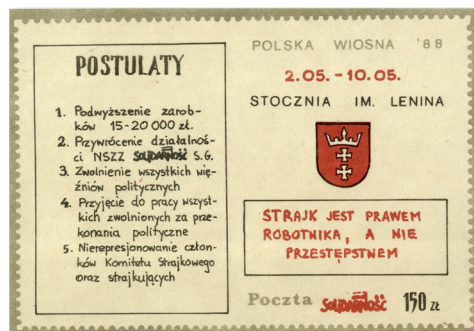 POSTULATY
1. Podwyższenie zarob-
ków 15-20 000 zł.
2. Przywrócenie działalnoś-
ci NSZZ SOLIDARNOŚĆ S.G.
3. Zwolnienie wszystkich wię-
źniów politycznych
4. Przyjęcie do pracy wszyst-
kich zwolnionych za prze-
konania polityczne
5. Nierepresjonowanie człon-
ków Komitetu Strajkowego
oraz strajkujących
POLSKA WIOSNA '88
2.05.-10.05.
STOCZNIA IM. LENINA
STRAJK JEST PRAWEM
ROBOTNIKA, A NIE
PRZESTĘPSTWEM
Poczta SOLIDARNOŚĆ 150 ZŁ